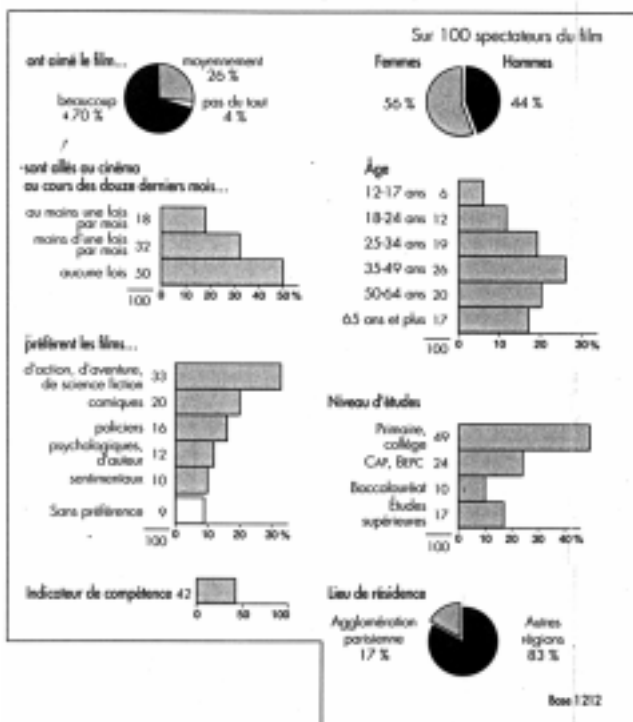 Sur 100 spectateurs du film
ont aimé le film...
moyennement
26 %
beaucoup
70 %
pas du tout
4 %
Femmes
56 %
Hommes
44 %
sont allés au cinéma
au cours des douze derniers mois...
au moins une fois
par mois 18
moins d'une fois
par mois 32
aucune fois 50
100
0 10 20 30 40 50 %
Âge
12-17 ans 6
18-24 ans 12
25-34 ans 19
35-49 ans 26
50-64 ans 20
65 ans et plus 17
100
0 10 20 30 %
préfèrent les films...
d'action, d'aventure,
de science fiction 33
comiques 20
policiers 16
psychologiques,
d'auteur 12
sentimentaux 10
Sans préférence 9
100
0 10 20 30 %
Niveau d'études
Primaire,
collège 49
CAP, BEPC 24
Baccalauréat 10
Études
supérieures 17
100
0 10 20 30 40 %
Indicateur de compétence 42
0 50 100
Lieu de résidence
Agglomération
parisienne
17 %
Autres
régions
83 %
Base 1212